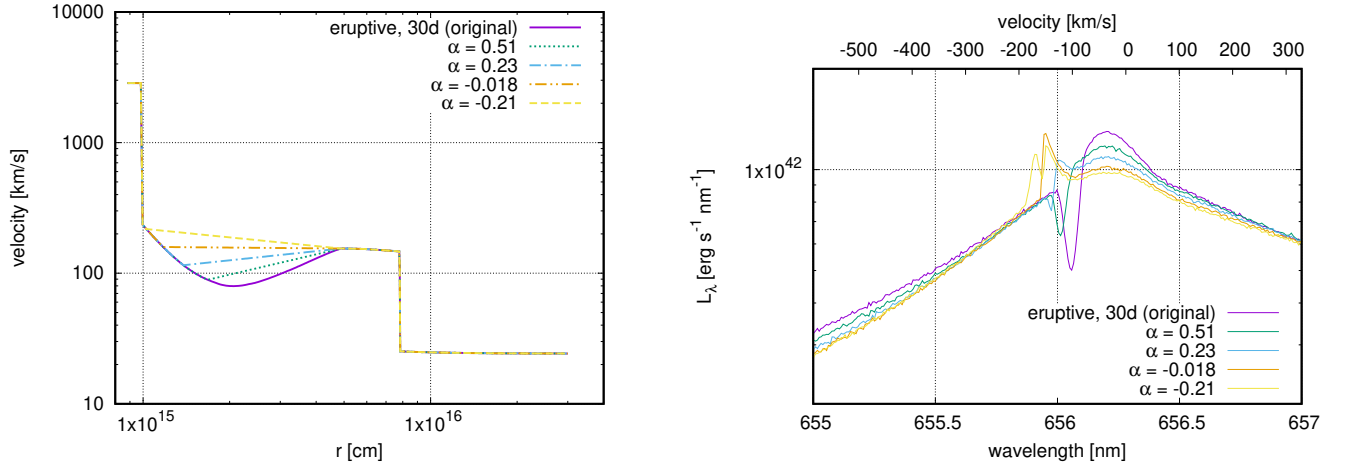 10000
1000
100
10
velocity [km/s]
1x10^15
1x10^16
r [cm]
eruptive, 30d (original)
α = 0.51
α = 0.23
α = -0.018
α = -0.21
velocity [km/s]
-500
-400
-300
-200
-100
0
100
200
300
1x10^42
L_λ [erg s^-1 nm^-1]
eruptive, 30d (original)
α = 0.51
α = 0.23
α = -0.018
α = -0.21
655
655.5
656
656.5
657
wavelength [nm]